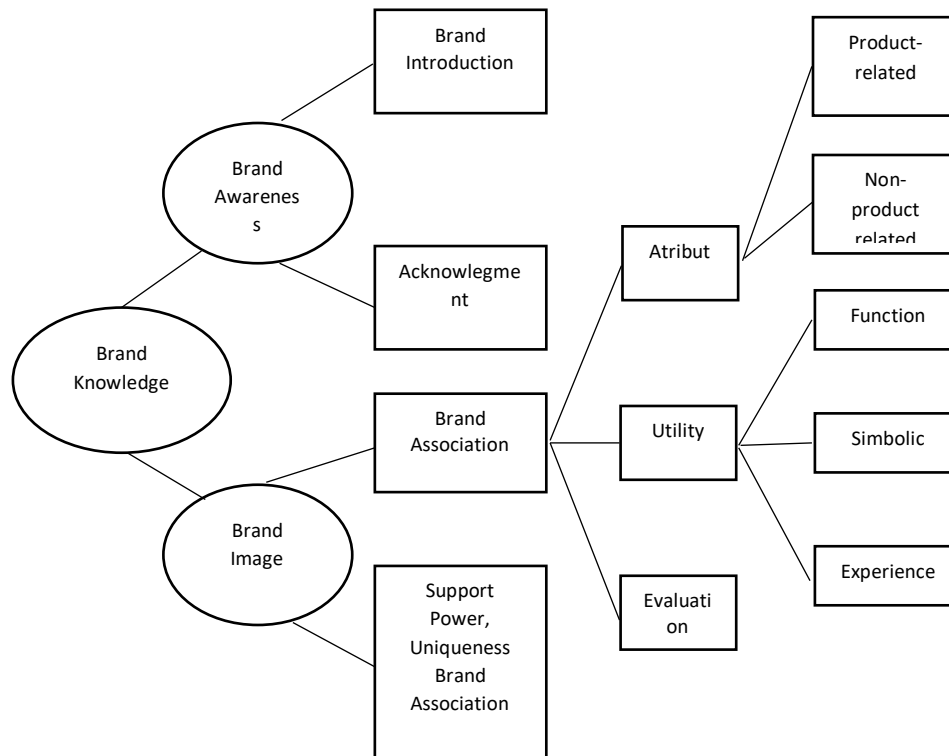 Brand
Introduction
Product-
related
Brand
Awarenes
s
Non-
product
related
Atribut
Acknowlegme
nt
Function
Brand
Knowledge
Brand
Association
Utility
Simbolic
Brand
Image
Experience
Support
Power,
Uniqueness
Brand
Association
Evaluati
on